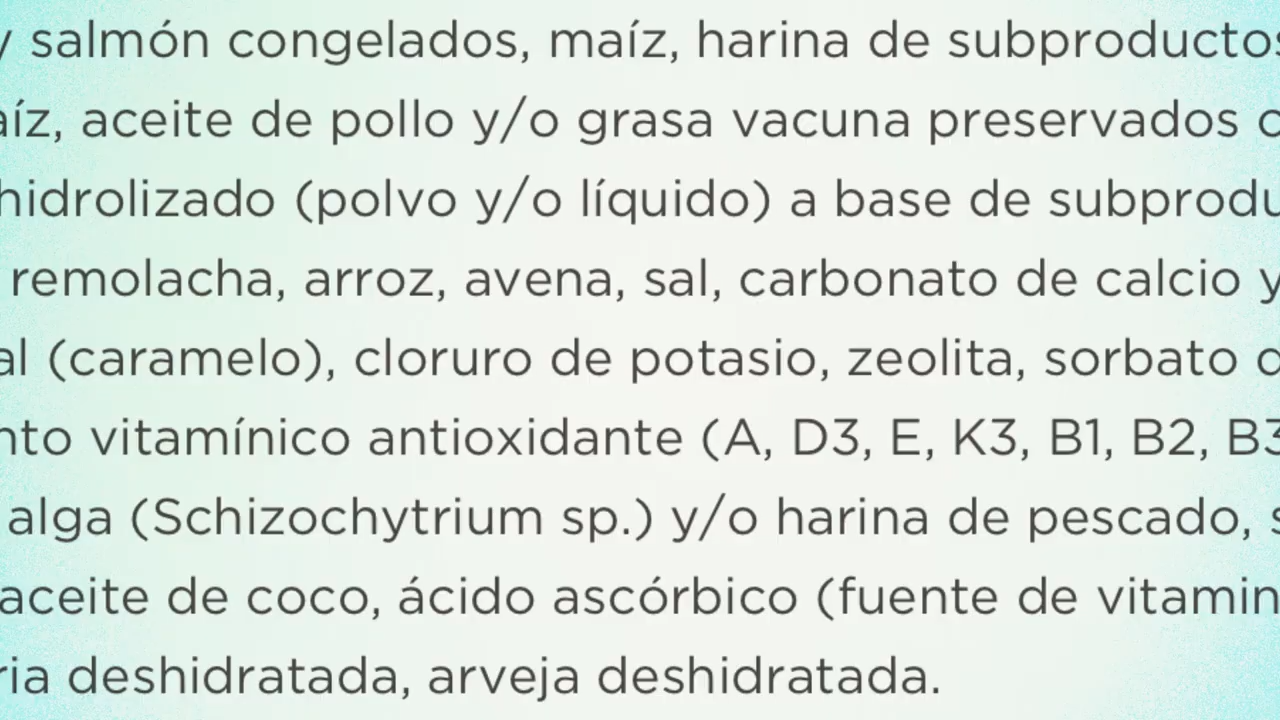 y salmón congelados, maíz, harina de subproductos
aíz, aceite de pollo y/o grasa vacuna preservados
hidrolizado (polvo y/o líquido) a base de subprodu
remolacha, arroz, avena, sal, carbonato de calcio y
al (caramelo), cloruro de potasio, zeolita, sorbato d
nto vitamínico antioxidante (A, D3, E, K3, B1, B2, B3
alga (Schizochytrium sp.) y/o harina de pescado, s
aceite de coco, ácido ascórbico (fuente de vitamin
ria deshidratada, arveja deshidratada.